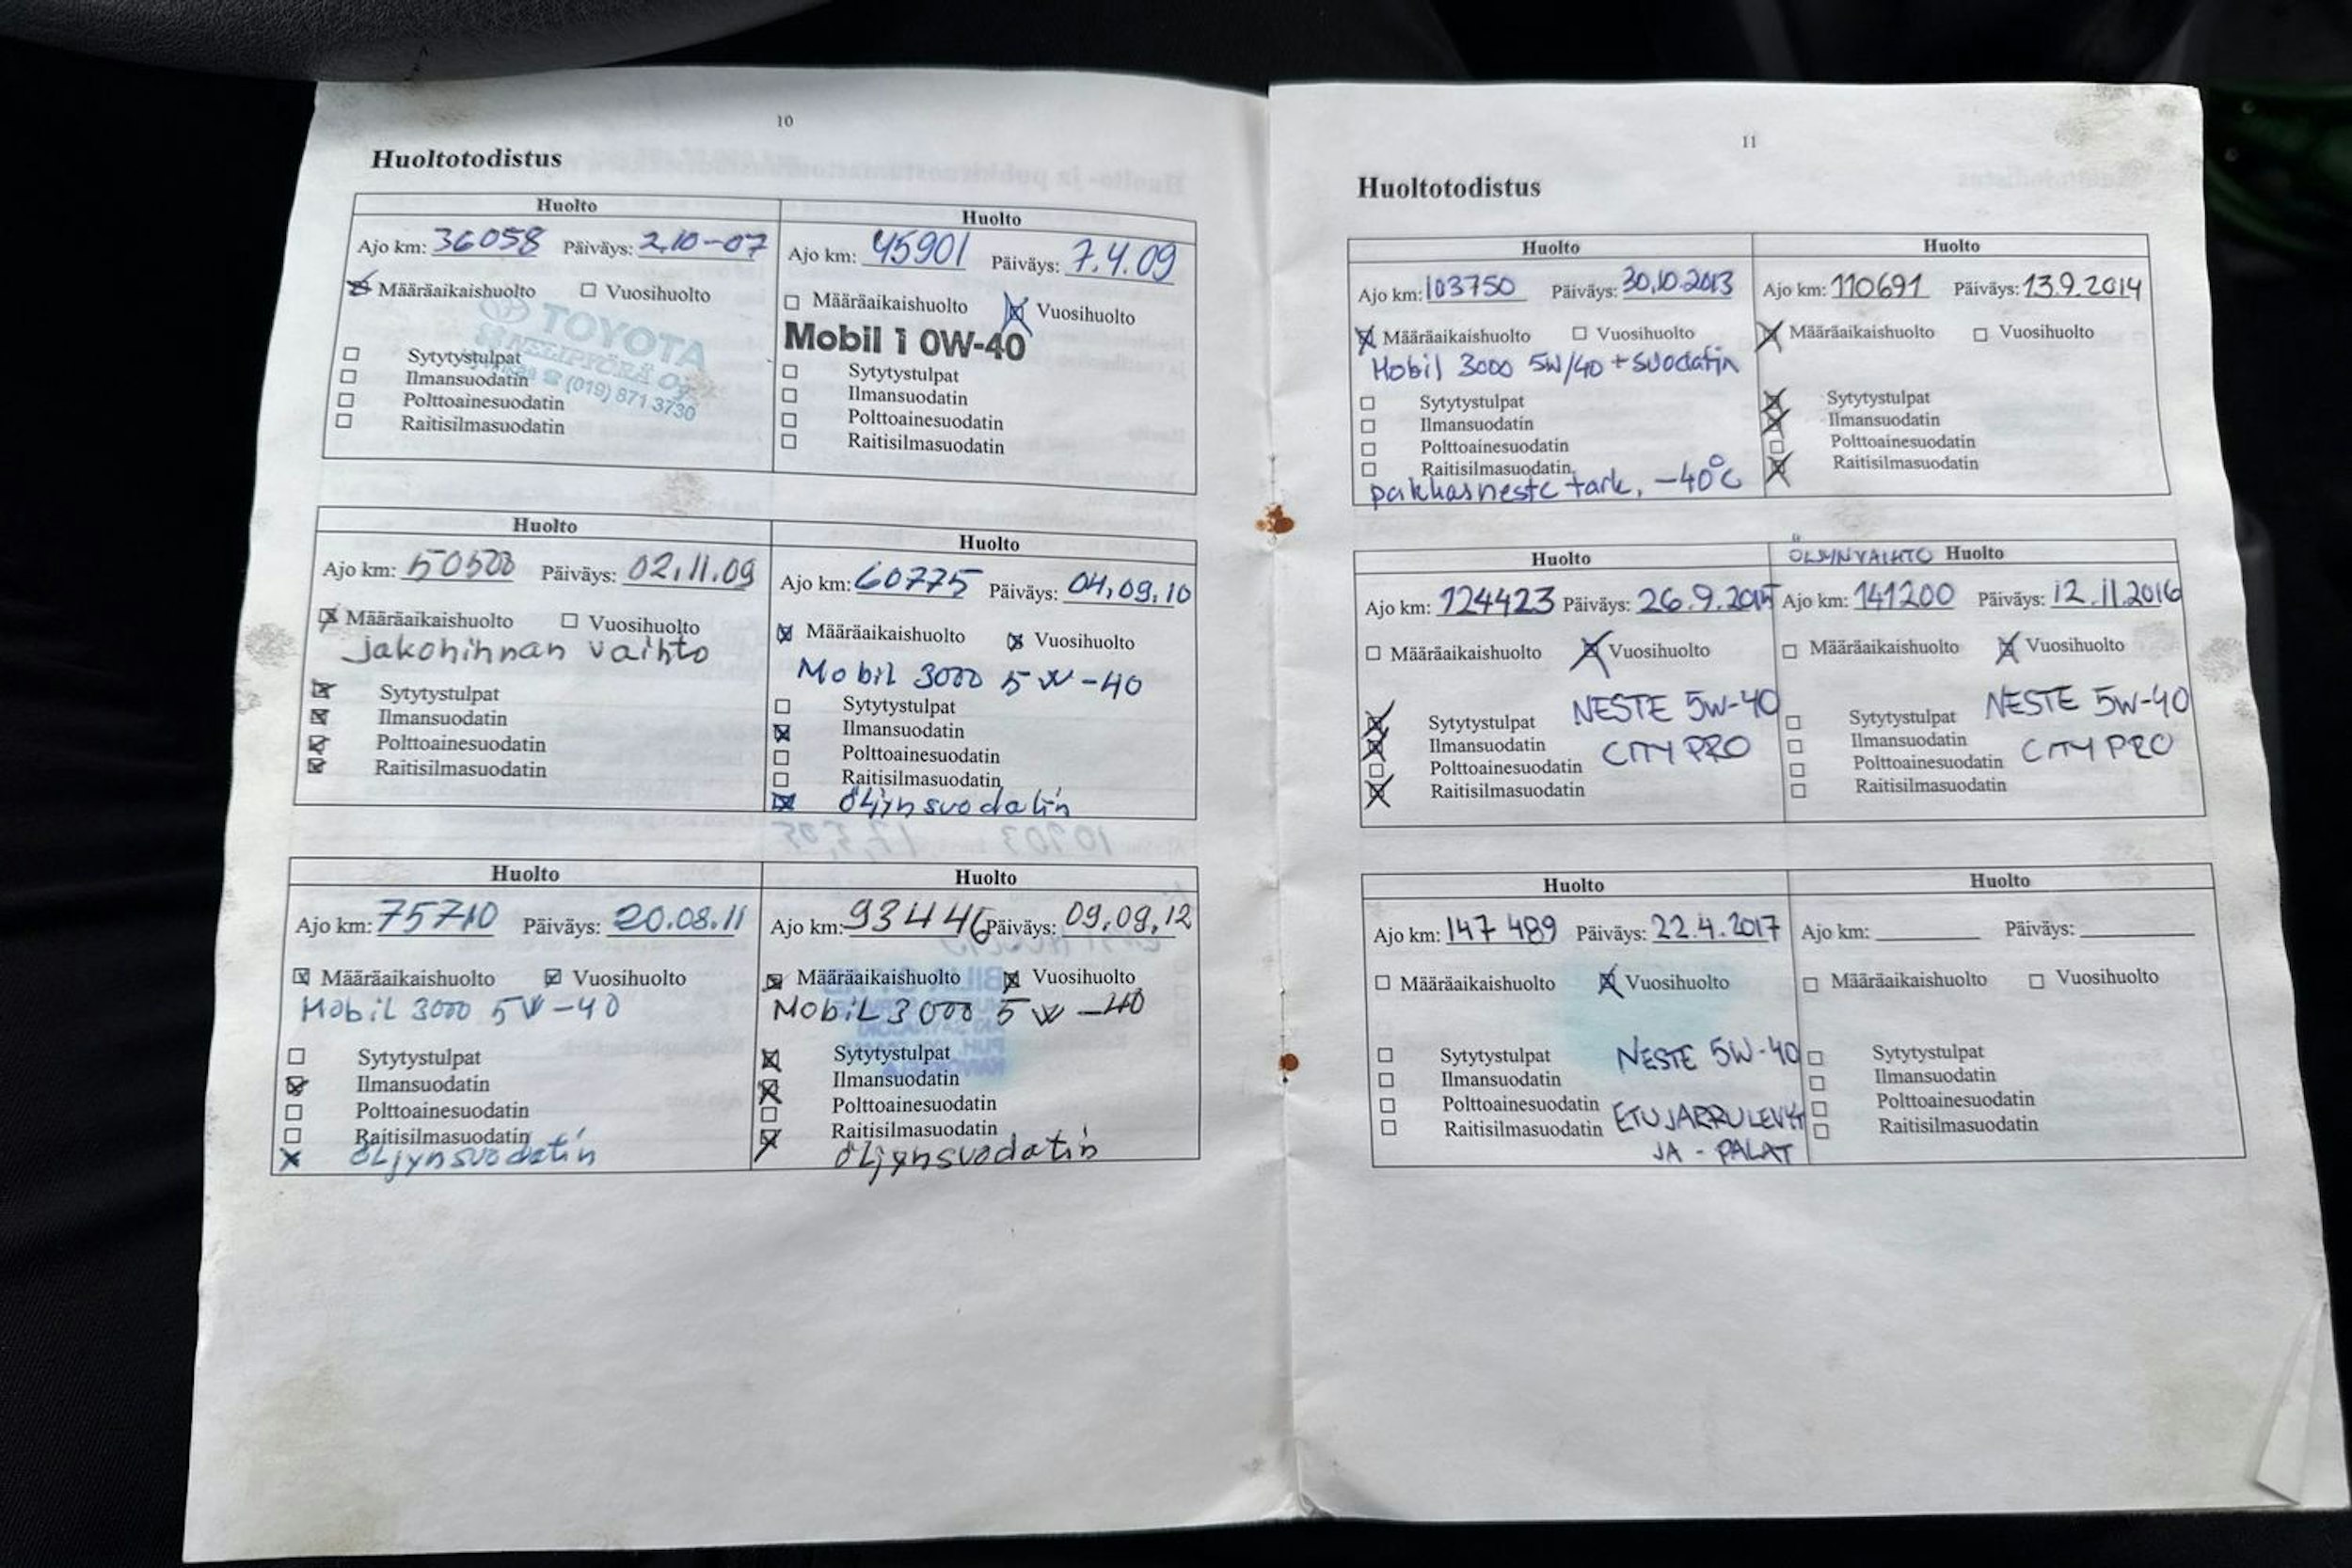 10
Huoltotodistus
Huolto
Ajo km: 36058 Päiväys: 2.10-07
Määräaikaishuolto Vuosihuolto
TOYOTA
NELIPYÖRÄ OY
(019) 871 3730
Sytytystulpat
Ilmansuodatin
Polttoainesuodatin
Raitisilmasuodatin
Huolto
Ajo km: 45901 Päiväys: 7.4.09
Määräaikaishuolto Vuosihuolto
Mobil 1 0W-40
Sytytystulpat
Ilmansuodatin
Polttoainesuodatin
Raitisilmasuodatin
Huolto
Ajo km: Päiväys: 02.11.09
Määräaikaishuolto Vuosihuolto
jakohihnan vaihto
Sytytystulpat
Ilmansuodatin
Polttoainesuodatin
Raitisilmasuodatin
Huolto
Ajo km: 60775 Päiväys: 04.09.10
Määräaikaishuolto Vuosihuolto
Mobil 3000 5W-40
Sytytystulpat
Ilmansuodatin
Polttoainesuodatin
Raitisilmasuodatin
öljynsuodatin
Huolto
Ajo km: 75710 Päiväys: 20.08.11
Määräaikaishuolto Vuosihuolto
Mobil 3000 5W-40
Sytytystulpat
Ilmansuodatin
Polttoainesuodatin
Raitisilmasuodatin
öljynsuodatin
Huolto
Ajo km: 93446 Päiväys: 09.09.12
Määräaikaishuolto Vuosihuolto
Mobil 3000 5W-40
Sytytystulpat
Ilmansuodatin
Polttoainesuodatin
Raitisilmasuodatin
öljynsuodatin
11
Huoltotodistus
Huolto
Ajo km: 103750 Päiväys: 30.10.2013
Määräaikaishuolto Vuosihuolto
Mobil 3000 5W/40 + suodatin
Sytytystulpat
Ilmansuodatin
Polttoainesuodatin
Raitisilmasuodatin
pakkasneste tark. -40°C
Huolto
Ajo km: 110691 Päiväys: 13.9.2014
Määräaikaishuolto Vuosihuolto
Sytytystulpat
Ilmansuodatin
Polttoainesuodatin
Raitisilmasuodatin
Huolto
Ajo km: 124423 Päiväys: 26.9.2015
Määräaikaishuolto Vuosihuolto
Sytytystulpat NESTE 5W-40
Ilmansuodatin CITY PRO
Polttoainesuodatin
Raitisilmasuodatin
ÖLJYNVAIHTO Huolto
Ajo km: 141200 Päiväys: 12.11.2016
Määräaikaishuolto Vuosihuolto
Sytytystulpat NESTE 5W-40
Ilmansuodatin CITY PRO
Polttoainesuodatin
Raitisilmasuodatin
Huolto
Ajo km: 147 489 Päiväys: 22.4.2017
Määräaikaishuolto Vuosihuolto
Sytytystulpat NESTE 5W-40
Ilmansuodatin
Polttoainesuodatin ETUJARRULEVYT
Raitisilmasuodatin JA - PALAT
Huolto
Ajo km: Päiväys:
Määräaikaishuolto Vuosihuolto
Sytytystulpat
Ilmansuodatin
Polttoainesuodatin
Raitisilmasuodatin